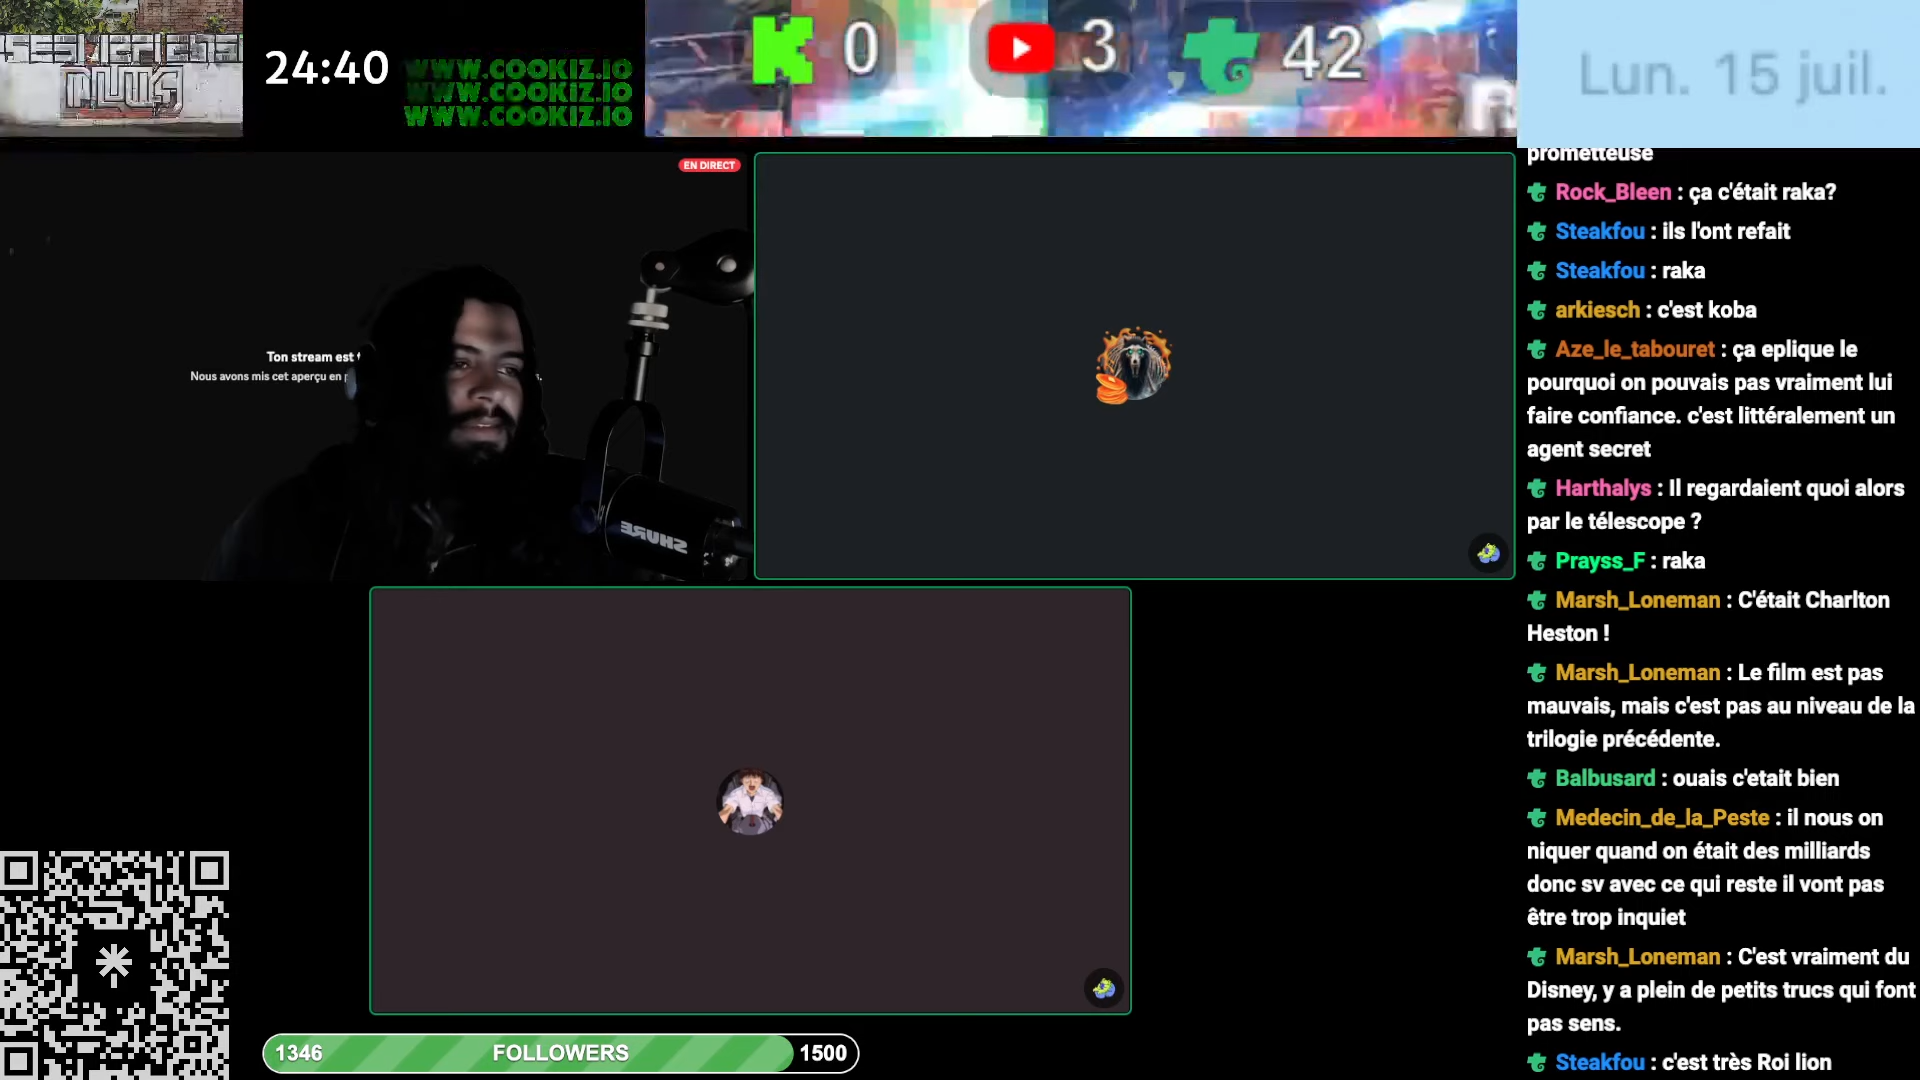 24:40
WWW.COOKIZ.IO
WWW.COOKIZ.IO
WWW.COOKIZ.IO
0
3
42
Lun. 15 juil.
EN DIRECT
Ton stream est
Nous avons mis cet aperçu en
SHURE
1346 FOLLOWERS 1500
prometteuse
Rock_Bleen : ça c'était raka?
Steakfou : ils l'ont refait
Steakfou : raka
arkiesch : c'est koba
Aze_le_tabouret : ça eplique le
pourquoi on pouvais pas vraiment lui
faire confiance. c'est littéralement un
agent secret
Harthalys : Il regardaient quoi alors
par le télescope ?
Prayss_F : raka
Marsh_Loneman : C'était Charlton
Heston !
Marsh_Loneman : Le film est pas
mauvais, mais c'est pas au niveau de la
trilogie précédente.
Balbusard : ouais c'etait bien
Medecin_de_la_Peste : il nous on
niquer quand on était des milliards
donc sv avec ce qui reste il vont pas
être trop inquiet
Marsh_Loneman : C'est vraiment du
Disney, y a plein de petits trucs qui font
pas sens.
Steakfou : c'est très Roi lion